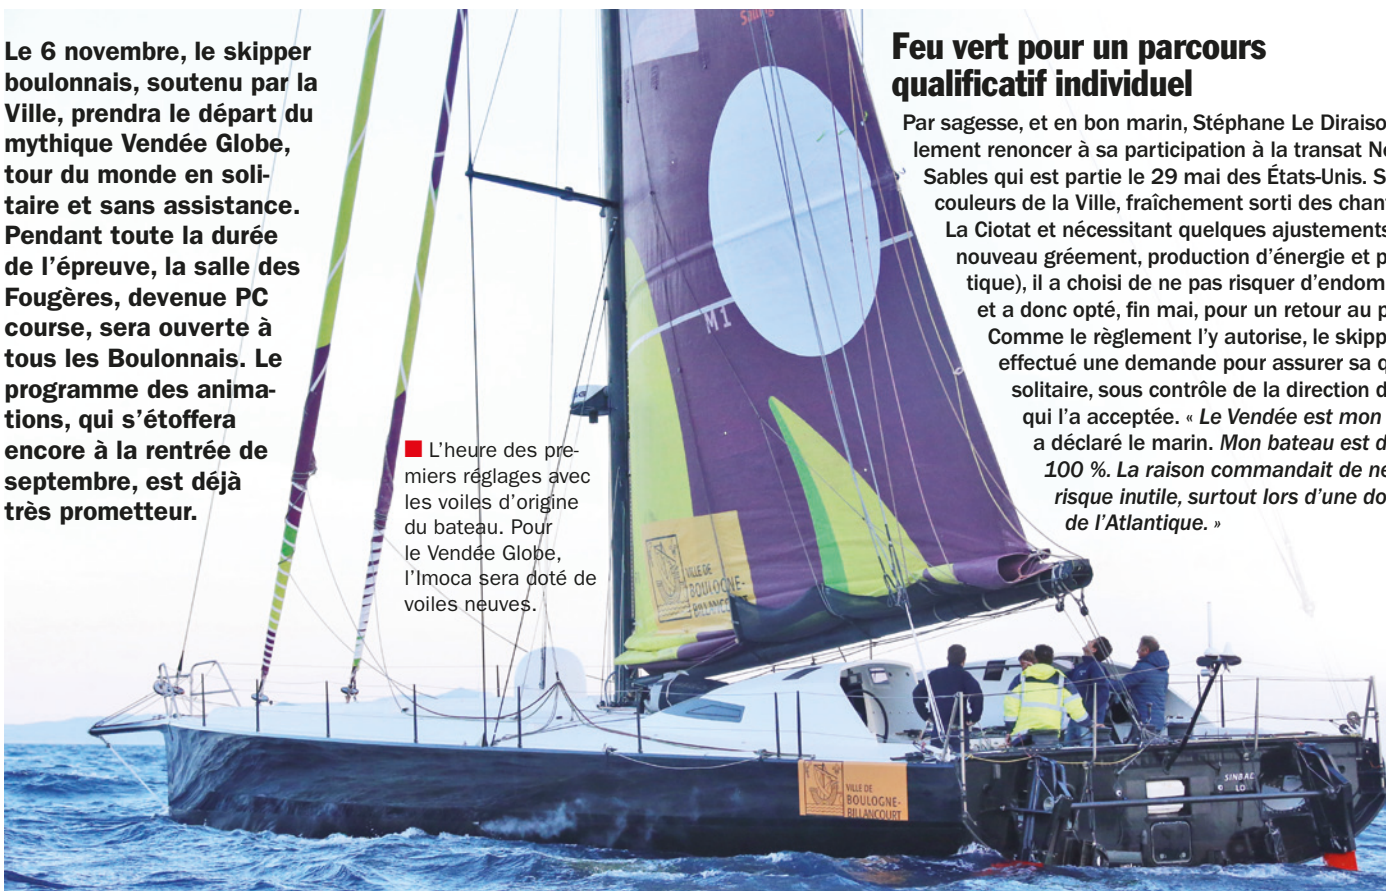 Le 6 novembre, le skipper
boulonnais, soutenu par la
Ville, prendra le départ du
mythique Vendée Globe,
tour du monde en soli-
taire et sans assistance.
Pendant toute la durée
de l’épreuve, la salle des
Fougères, devenue PC
course, sera ouverte à
tous les Boulonnais. Le
programme des anima-
tions, qui s’étoffera
encore à la rentrée de
septembre, est déjà
très prometteur.
L’heure des pre-
miers réglages avec
les voiles d’origine
du bateau. Pour
le Vendée Globe,
l’Imoca sera doté de
voiles neuves.
Feu vert pour un parcours
qualificatif individuel
Par sagesse, et en bon marin, Stéphane Le Diraiso
lement renoncer à sa participation à la transat
Sables qui est partie le 29 mai des États-Unis.
couleurs de la Ville, fraîchement sorti des chan
La Ciotat et nécessitant quelques ajustements
nouveau gréement, production d’énergie et p
tique), il a choisi de ne pas risquer d’endom
et a donc opté, fin mai, pour un retour au p
Comme le règlement l’y autorise, le skipp
effectué une demande pour assurer sa q
solitaire, sous contrôle de la direction d
qui l’a acceptée. « Le Vendée est mon
a déclaré le marin. Mon bateau est d
100 %. La raison commandait de ne
risque inutile, surtout lors d’une do
de l’Atlantique. »
M1
VILLE DE
BOULOGNE-
BILLANCOURT
VILLE DE
BOULOGNE-
BILLANCOURT
SINBAD
LO